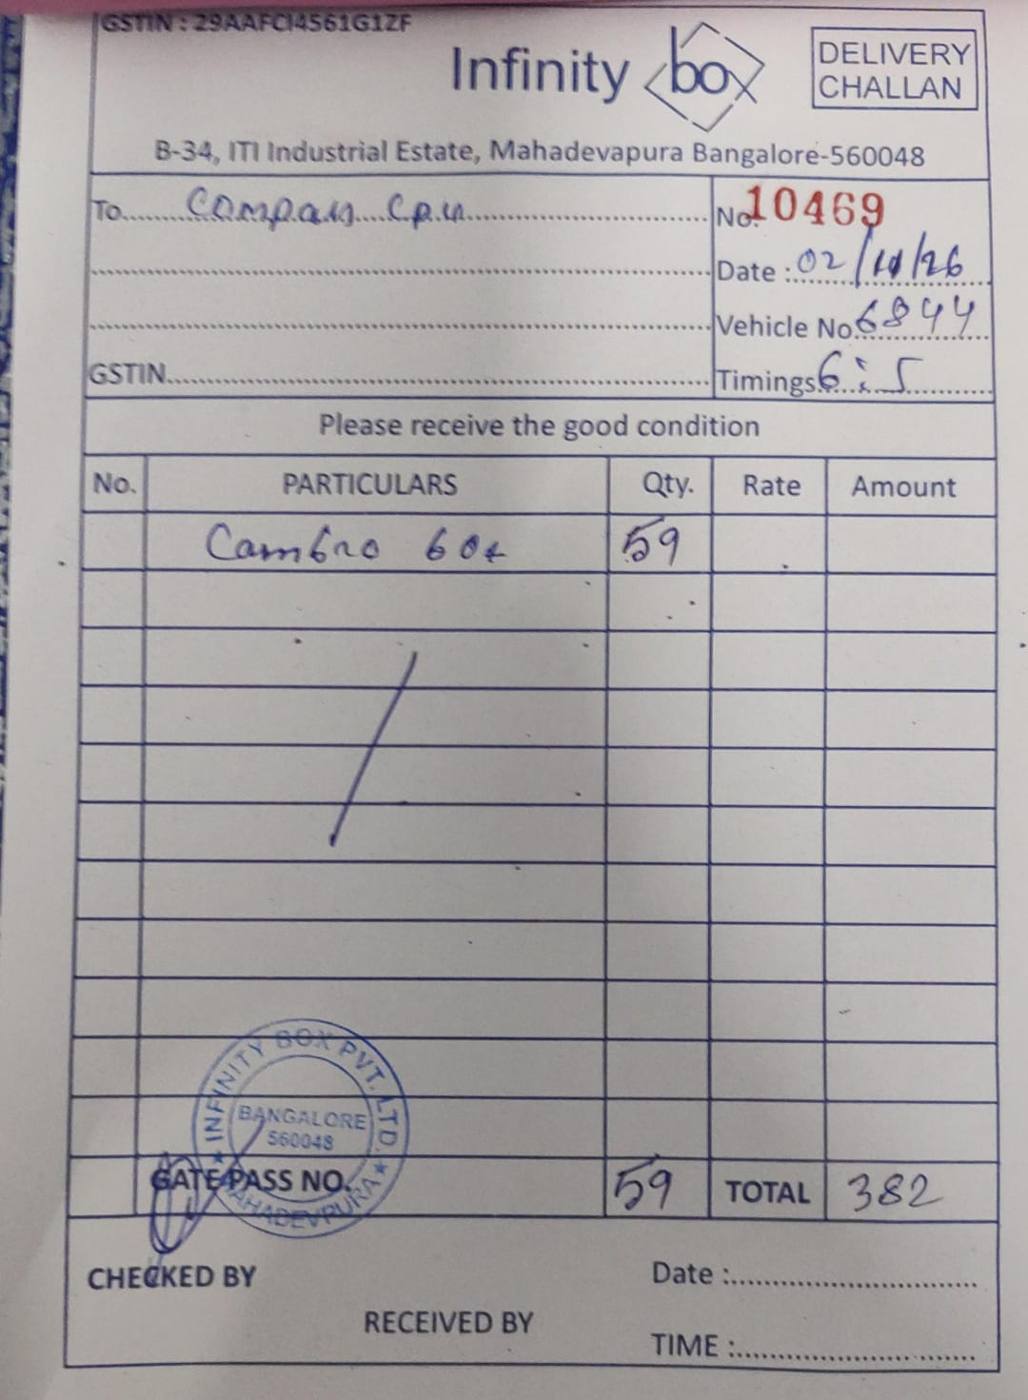 GSTIN : 29AAFCI4561G1ZF
Infinity box
DELIVERY CHALLAN
B-34, ITI Industrial Estate, Mahadevapura Bangalore-560048
To Compass Cpu
No. 10469
Date : 02/10/26
Vehicle No. 6844
GSTIN
Timings 6:5
Please receive the good condition
No. PARTICULARS Qty. Rate Amount
Cambro 59
INFINITY BOX PVT. LTD.
BANGALORE
560048
MAHADEVPURA
GATE PASS NO. 59 TOTAL 382
CHECKED BY
Date :
RECEIVED BY
TIME :